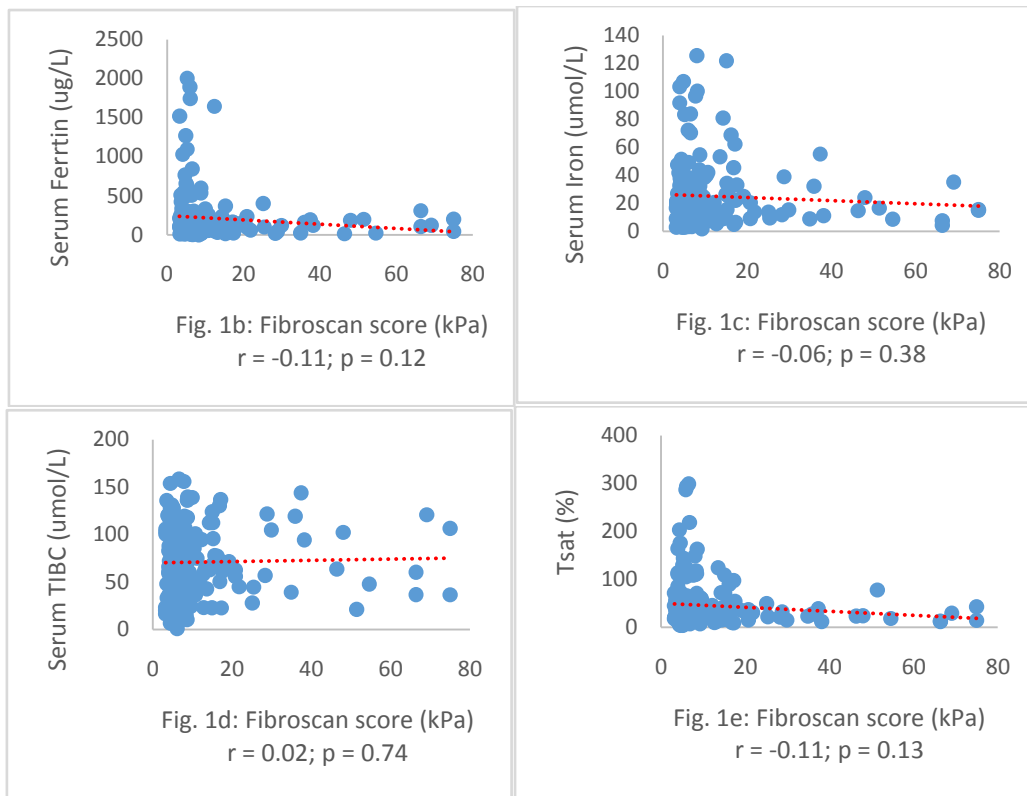 Serum Ferrtin (ug/L)
2500
2000
1500
1000
500
0
0 20 40 60 80
Fig. 1b: Fibroscan score (kPa)
r = -0.11; p = 0.12
Serum Iron (umol/L)
140
120
100
80
60
40
20
0
0 20 40 60 80
Fig. 1c: Fibroscan score (kPa)
r = -0.06; p = 0.38
Serum TIBC (umol/L)
200
150
100
50
0
0 20 40 60 80
Fig. 1d: Fibroscan score (kPa)
r = 0.02; p = 0.74
Tsat (%)
400
300
200
100
0
0 20 40 60 80
Fig. 1e: Fibroscan score (kPa)
r = -0.11; p = 0.13